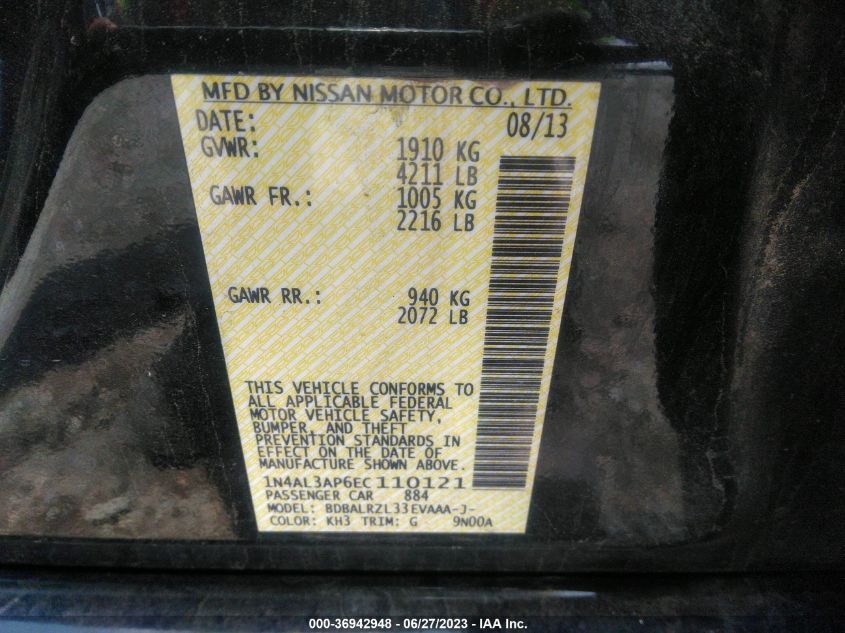 MFD BY NISSAN MOTOR CO., LTD.
DATE: 08/13
GVWR: 1910 KG
4211 LB
GAWR FR.: 1005 KG
2216 LB
GAWR RR.: 940 KG
2072 LB
THIS VEHICLE CONFORMS TO
ALL APPLICABLE FEDERAL
MOTOR VEHICLE SAFETY,
BUMPER, AND THEFT
PREVENTION STANDARDS IN
EFFECT ON THE DATE OF
MANUFACTURE SHOWN ABOVE.
1N4AL3AP6EC110121
PASSENGER CAR 884
MODEL: BDBALRZL33EVAAA-J-
COLOR: KH3 TRIM: G 9N00A
000-36942948 - 06/27/2023 - IAA Inc.